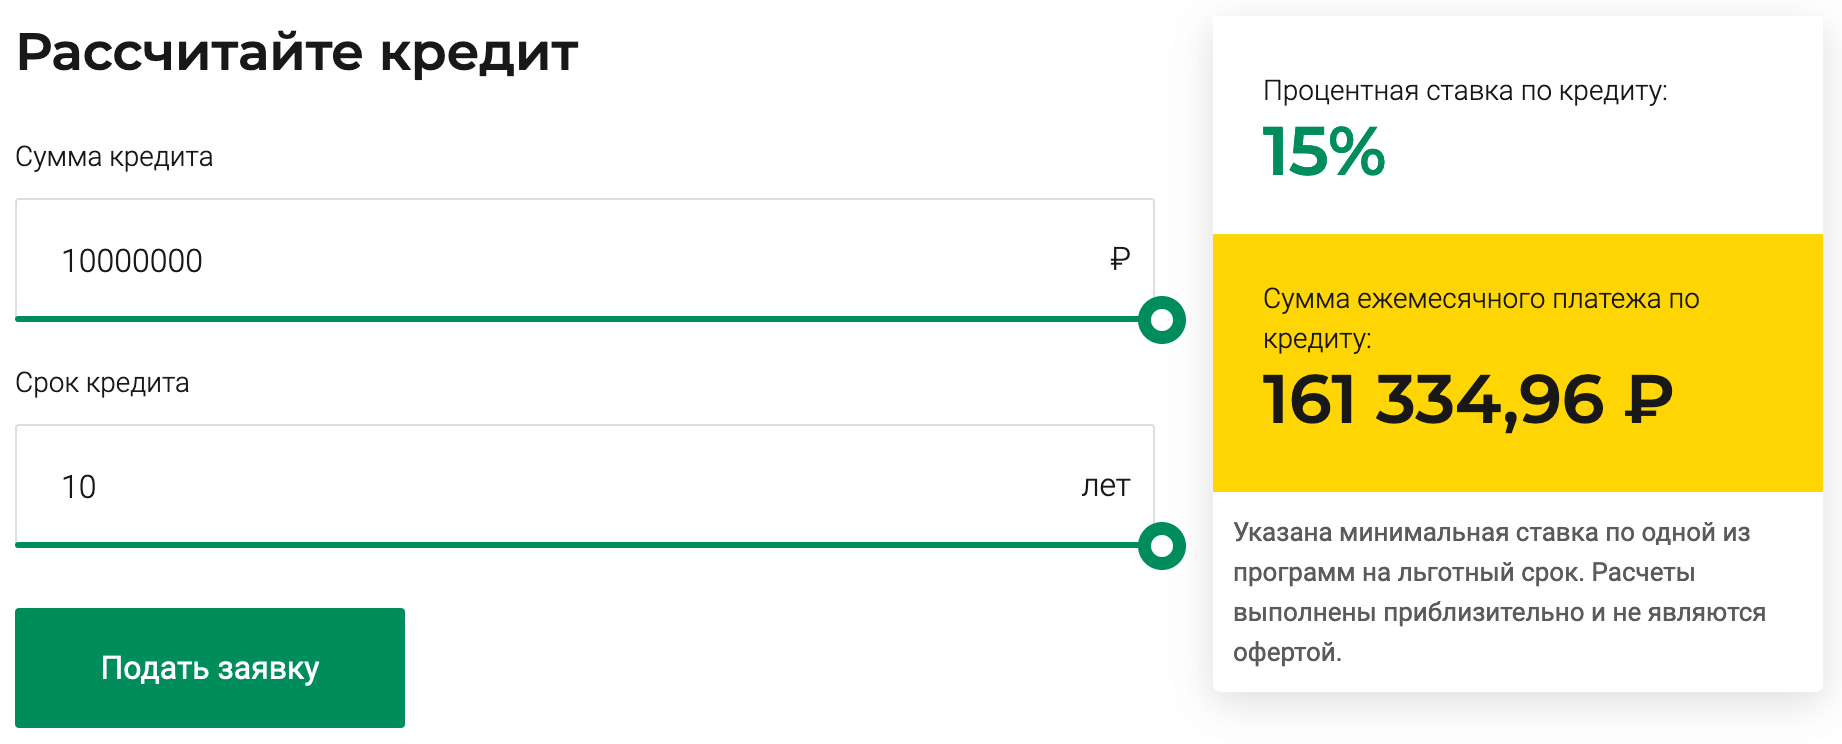 Рассчитайте кредит
Сумма кредита
10000000 ₽
Срок кредита
10 лет
Подать заявку
Процентная ставка по кредиту:
15%
Сумма ежемесячного платежа по
кредиту:
161 334,96 ₽
Указана минимальная ставка по одной из
программ на льготный срок. Расчеты
выполнены приблизительно и не являются
офертой.